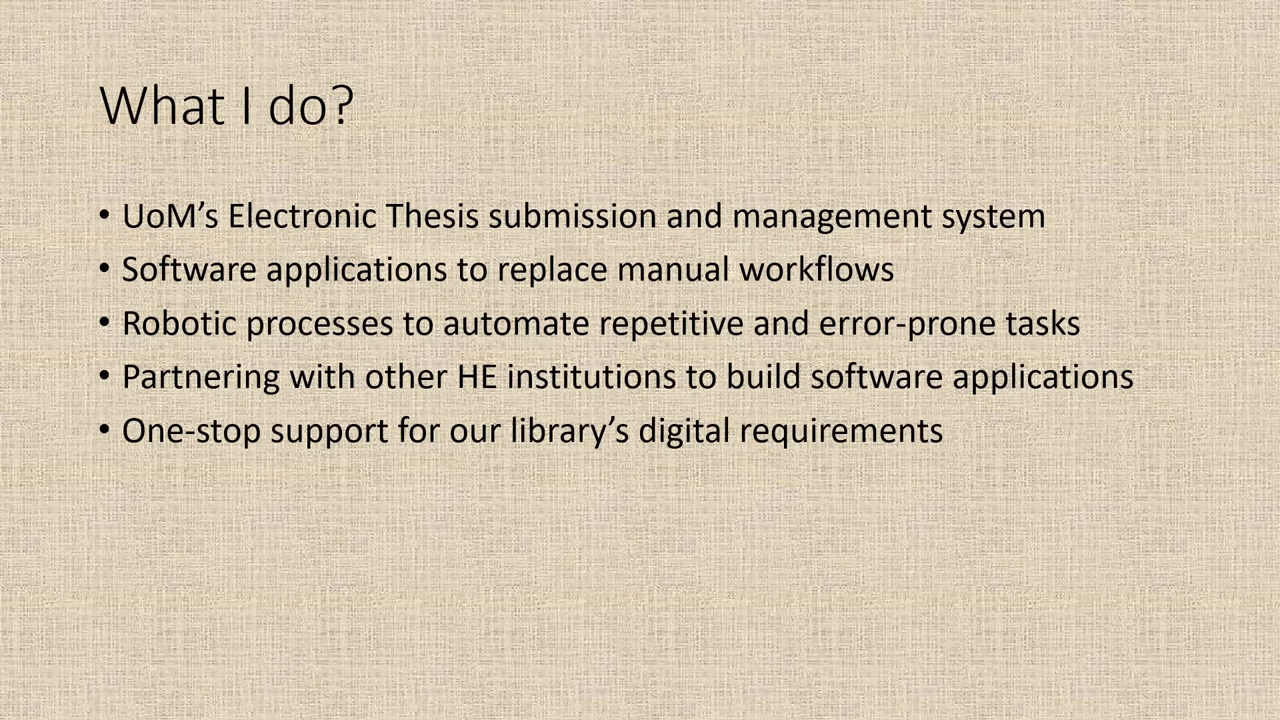 What I do?
• UoM’s Electronic Thesis submission and management system
• Software applications to replace manual workflows
• Robotic processes to automate repetitive and error-prone tasks
• Partnering with other HE institutions to build software applications
• One-stop support for our library’s digital requirements